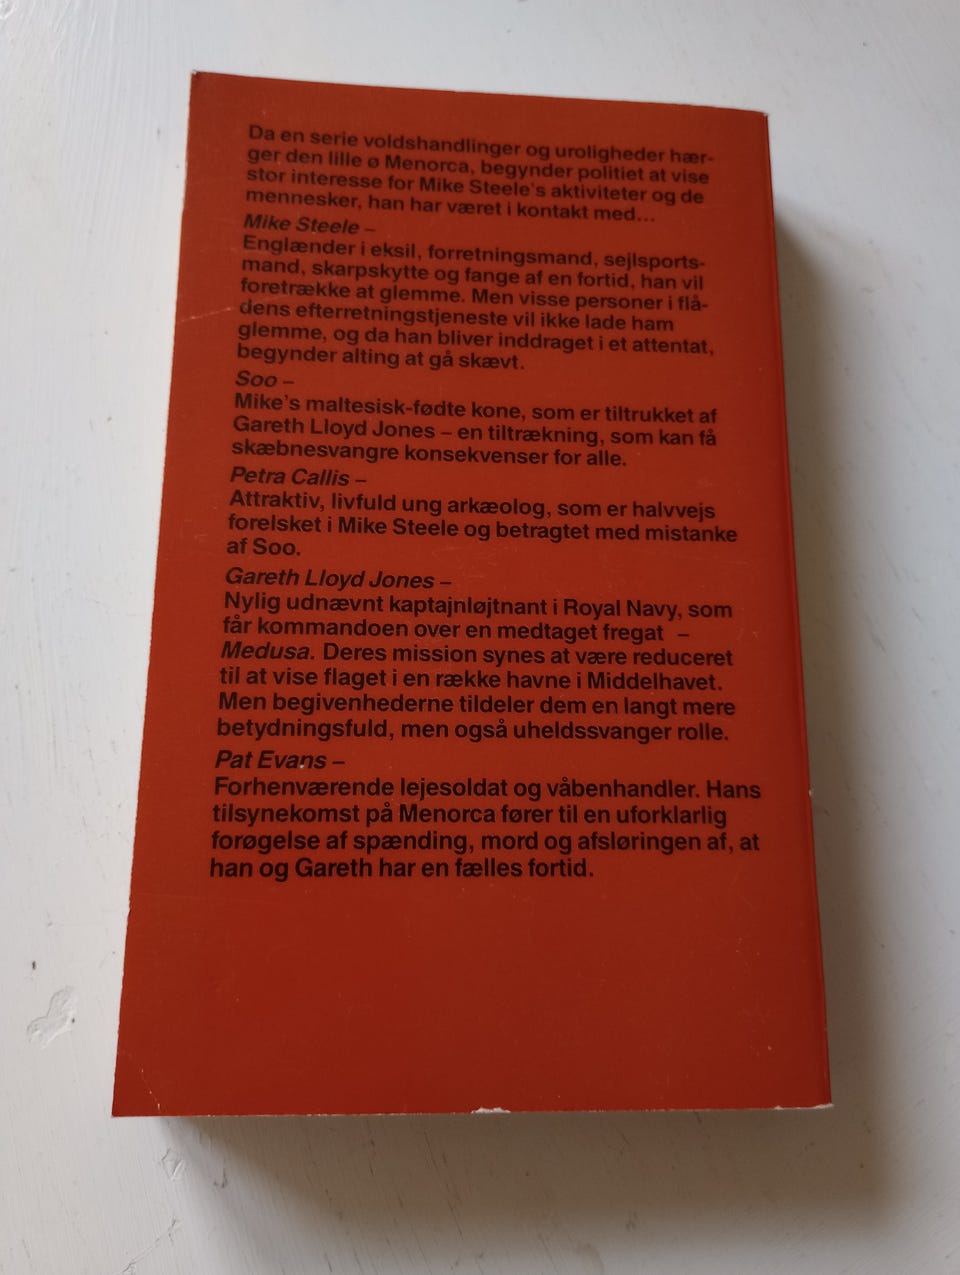 Da en serie voldshandlinger og uroligheder hær-
ger den lille ø Menorca, begynder politiet at vise
stor interesse for Mike Steele's aktiviteter og de
mennesker, han har været i kontakt med...
Mike Steele –
Englænder i eksil, forretningsmand, sejlsports-
mand, skarpskytte og fange af en fortid, han vil
foretrække at glemme. Men visse personer i flå-
dens efterretningstjeneste vil ikke lade ham
glemme, og da han bliver inddraget i et attentat,
begynder alting at gå skævt.
Soo –
Mike's maltesisk-fødte kone, som er tiltrukket af
Gareth Lloyd Jones – en tiltrækning, som kan få
skæbnesvangre konsekvenser for alle.
Petra Callis –
Attraktiv, livfuld ung arkæolog, som er halvvejs
forelsket i Mike Steele og betragtet med mistanke
af Soo.
Gareth Lloyd Jones –
Nylig udnævnt kaptajnløjtnant i Royal Navy, som
får kommandoen over en medtaget fregat –
Medusa. Deres mission synes at være reduceret
til at vise flaget i en række havne i Middelhavet.
Men begivenhederne tildeler dem en langt mere
betydningsfuld, men også uheldssvanger rolle.
Pat Evans –
Forhenværende lejesoldat og våbenhandler. Hans
tilsynekomst på Menorca fører til en uforklarlig
forøgelse af spænding, mord og afsløringen af, at
han og Gareth har en fælles fortid.